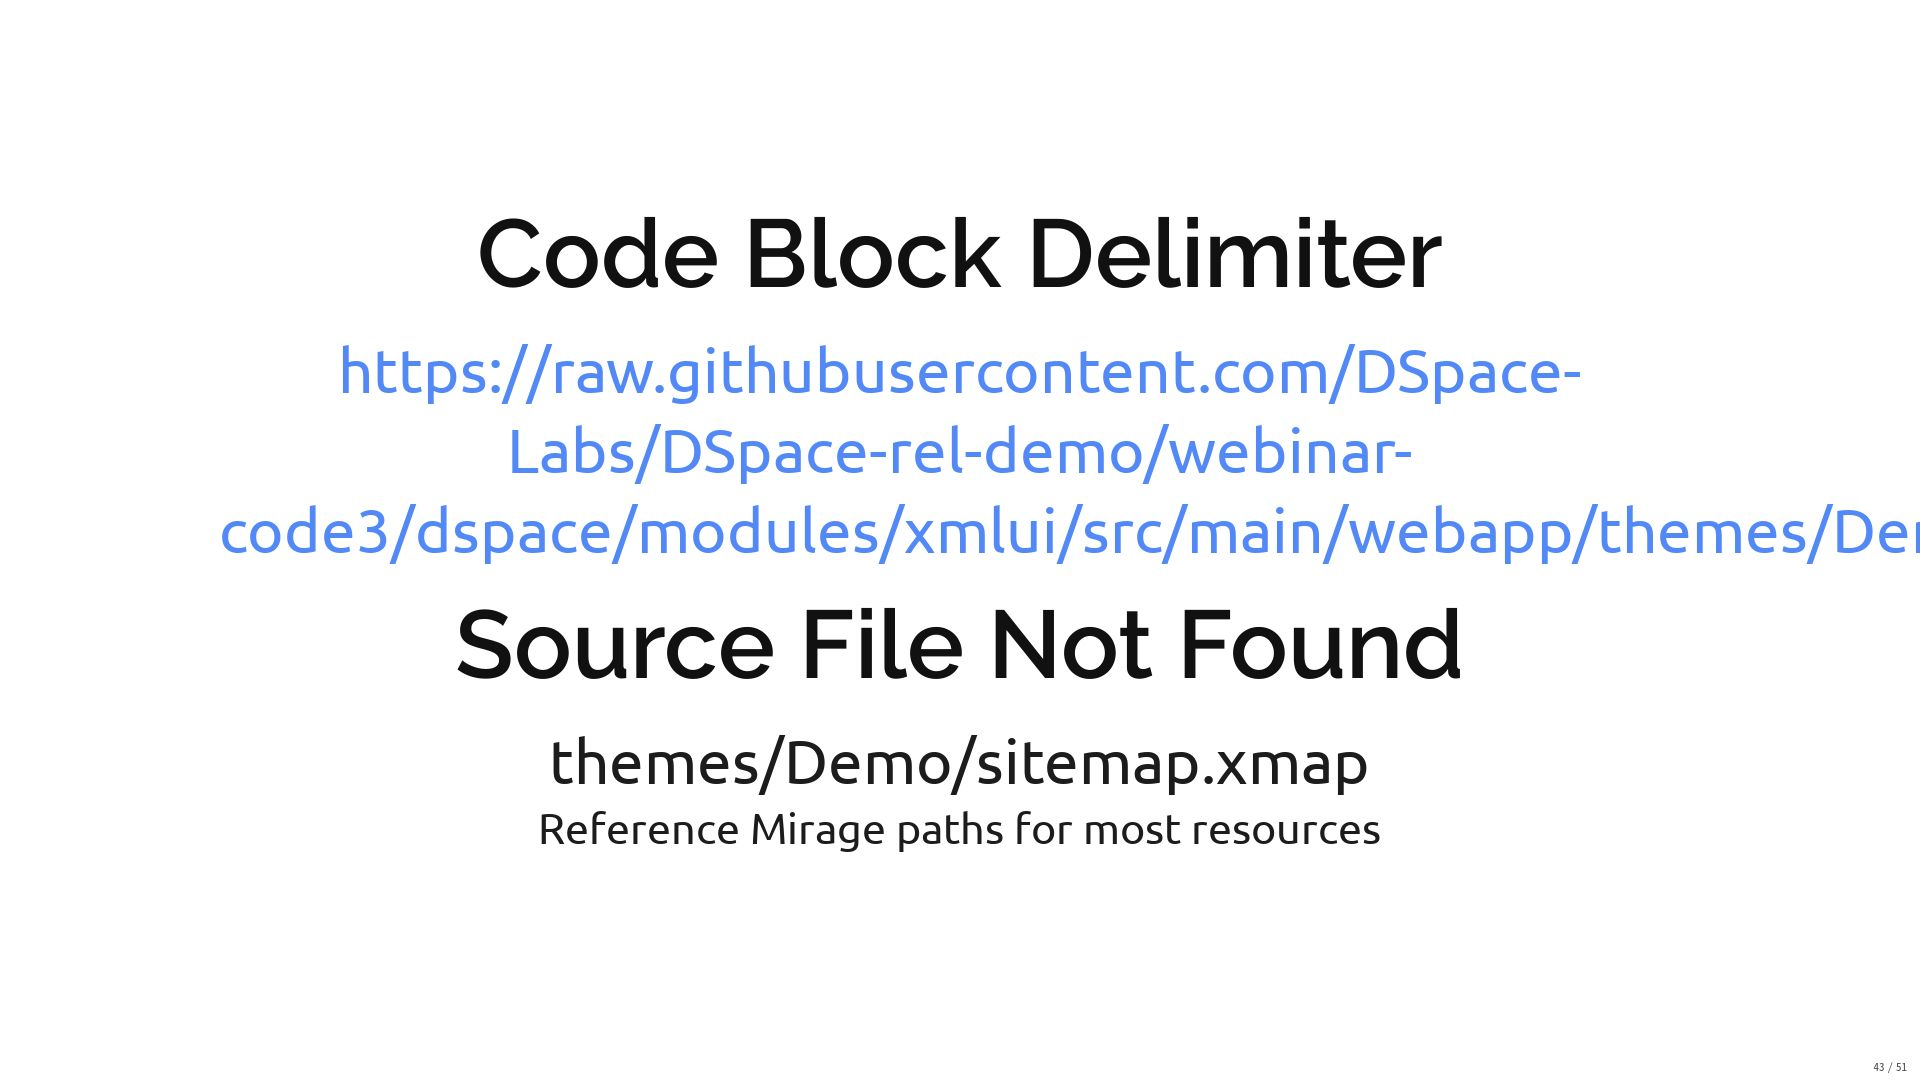 Code Block Delimiter
https://raw.githubusercontent.com/DSpace-
Labs/DSpace-rel-demo/webinar-
code3/dspace/modules/xmlui/src/main/webapp/themes/
Source File Not Found
themes/Demo/sitemap.xmap
Reference Mirage paths for most resources
43 / 51